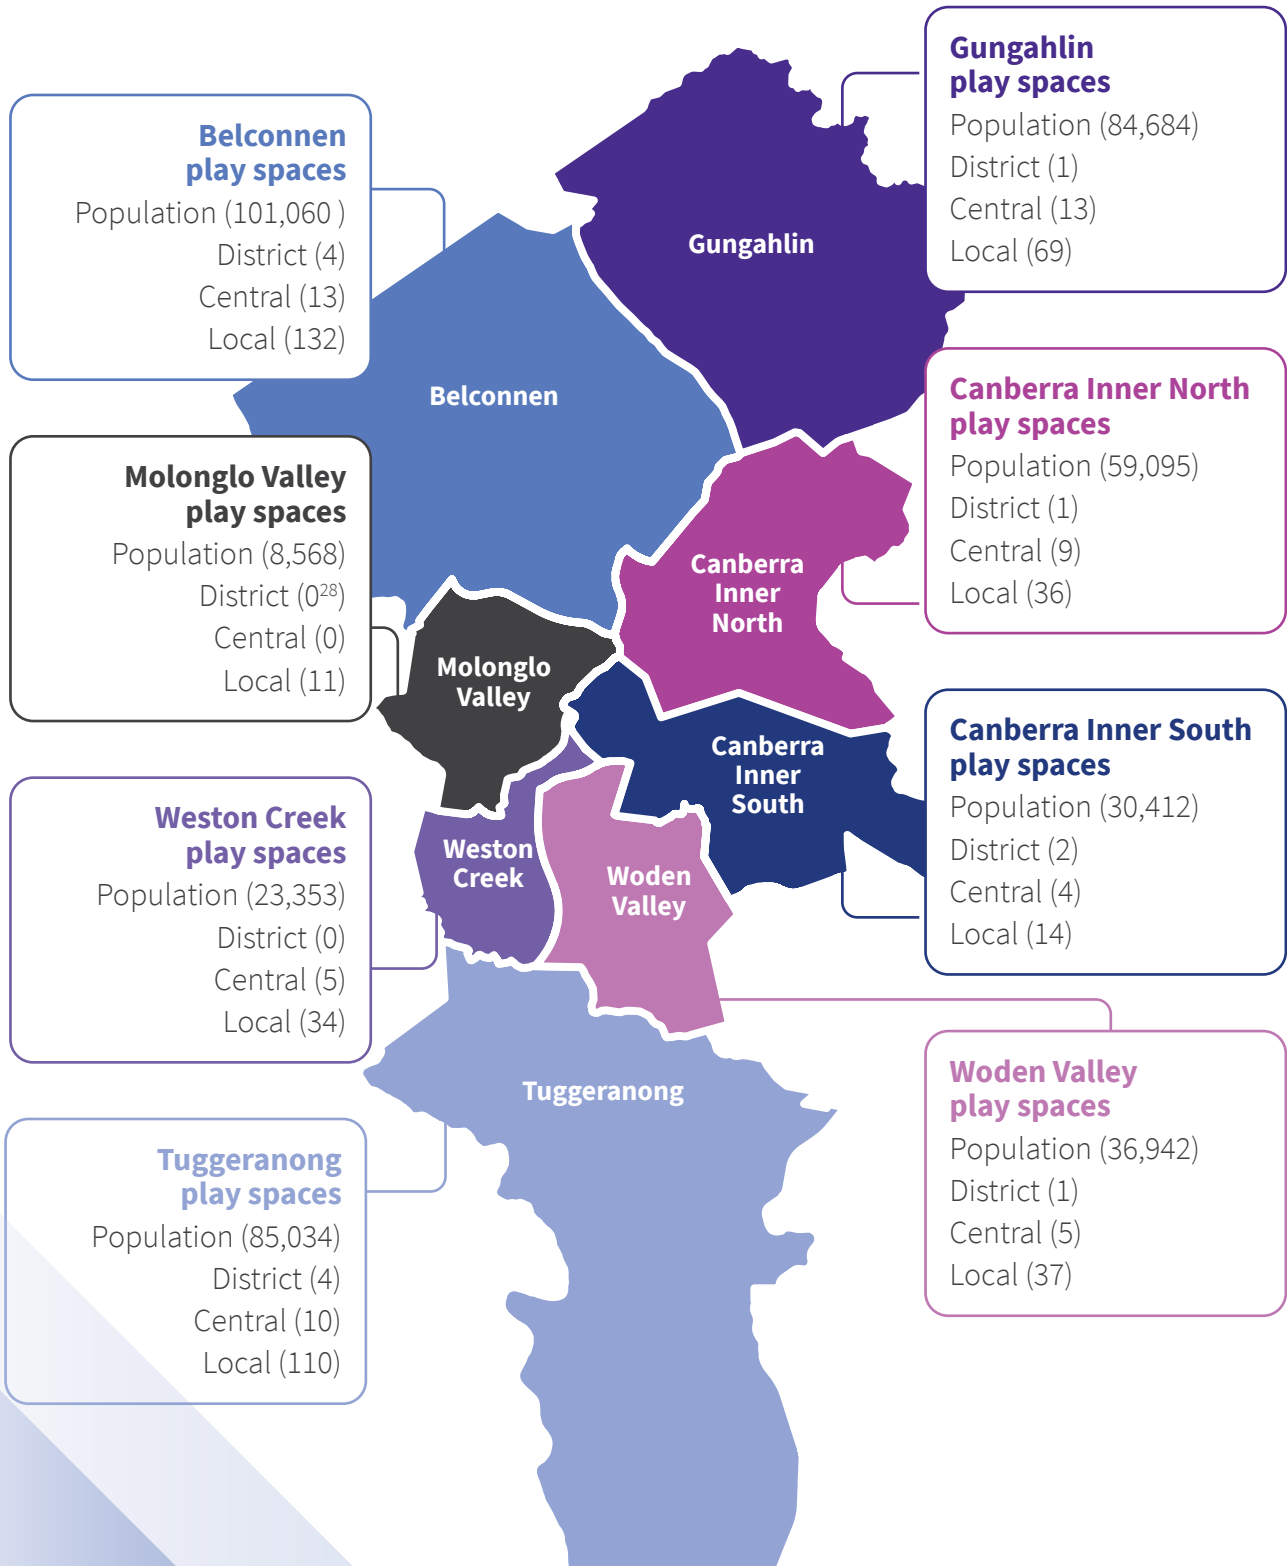 Gungahlin
play spaces
Population (84,684)
District (1)
Central (13)
Local (69)
Belconnen
play spaces
Population (101,060 )
District (4)
Central (13)
Local (132)
Gungahlin
Belconnen
Canberra Inner North
play spaces
Population (59,095)
District (1)
Central (9)
Local (36)
Molonglo Valley
play spaces
Population (8,568)
District (0²⁸)
Central (0)
Local (11)
Canberra
Inner
North
Molonglo
Valley
Canberra Inner South
play spaces
Population (30,412)
District (2)
Central (4)
Local (14)
Canberra
Inner
South
Weston Creek
play spaces
Population (23,353)
District (0)
Central (5)
Local (34)
Weston
Creek
Woden
Valley
Woden Valley
play spaces
Population (36,942)
District (1)
Central (5)
Local (37)
Tuggeranong
Tuggeranong
play spaces
Population (85,034)
District (4)
Central (10)
Local (110)